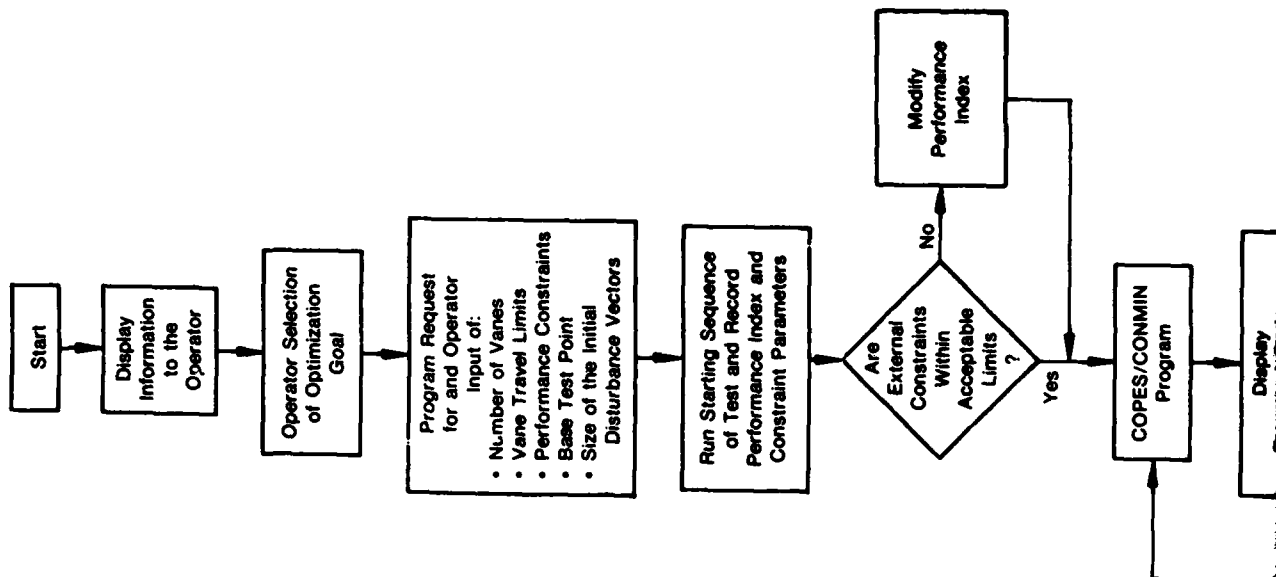 Start
Display
Information
to the
Operator
Operator Selection
of Optimization
Goal
Program Request
for and Operator
Input of:
• Number of Vanes
• Vane Travel Limits
• Performance Constraints
• Base Test Point
• Size of the Initial
Disturbance Vectors
Run Starting Sequence
of Test and Record
Performance Index and
Constraint Parameters
Are
External
Constraints
Within
Acceptable
Limits
?
No
Modify
Performance
Index
Yes
COPES/CONMIN
Program
Display